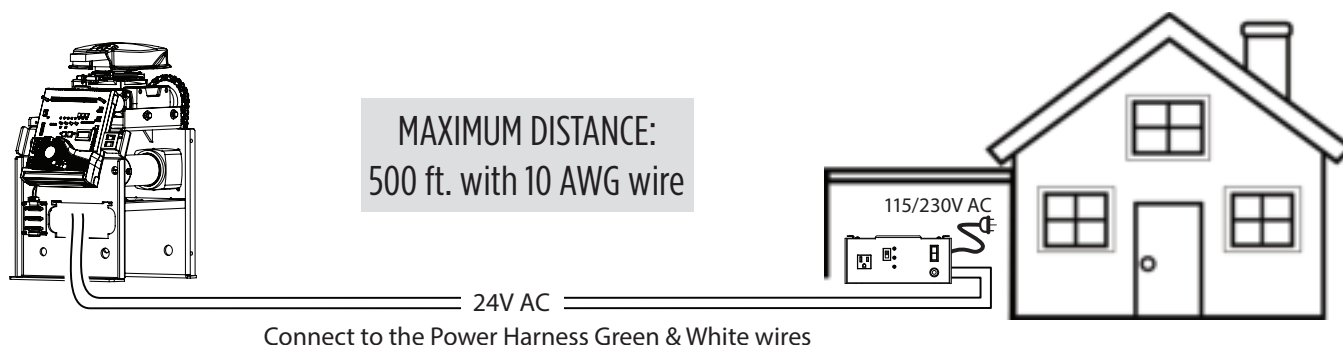 MAXIMUM DISTANCE:
500 ft. with 10 AWG wire
115/230V AC
24V AC
Connect to the Power Harness Green & White wires